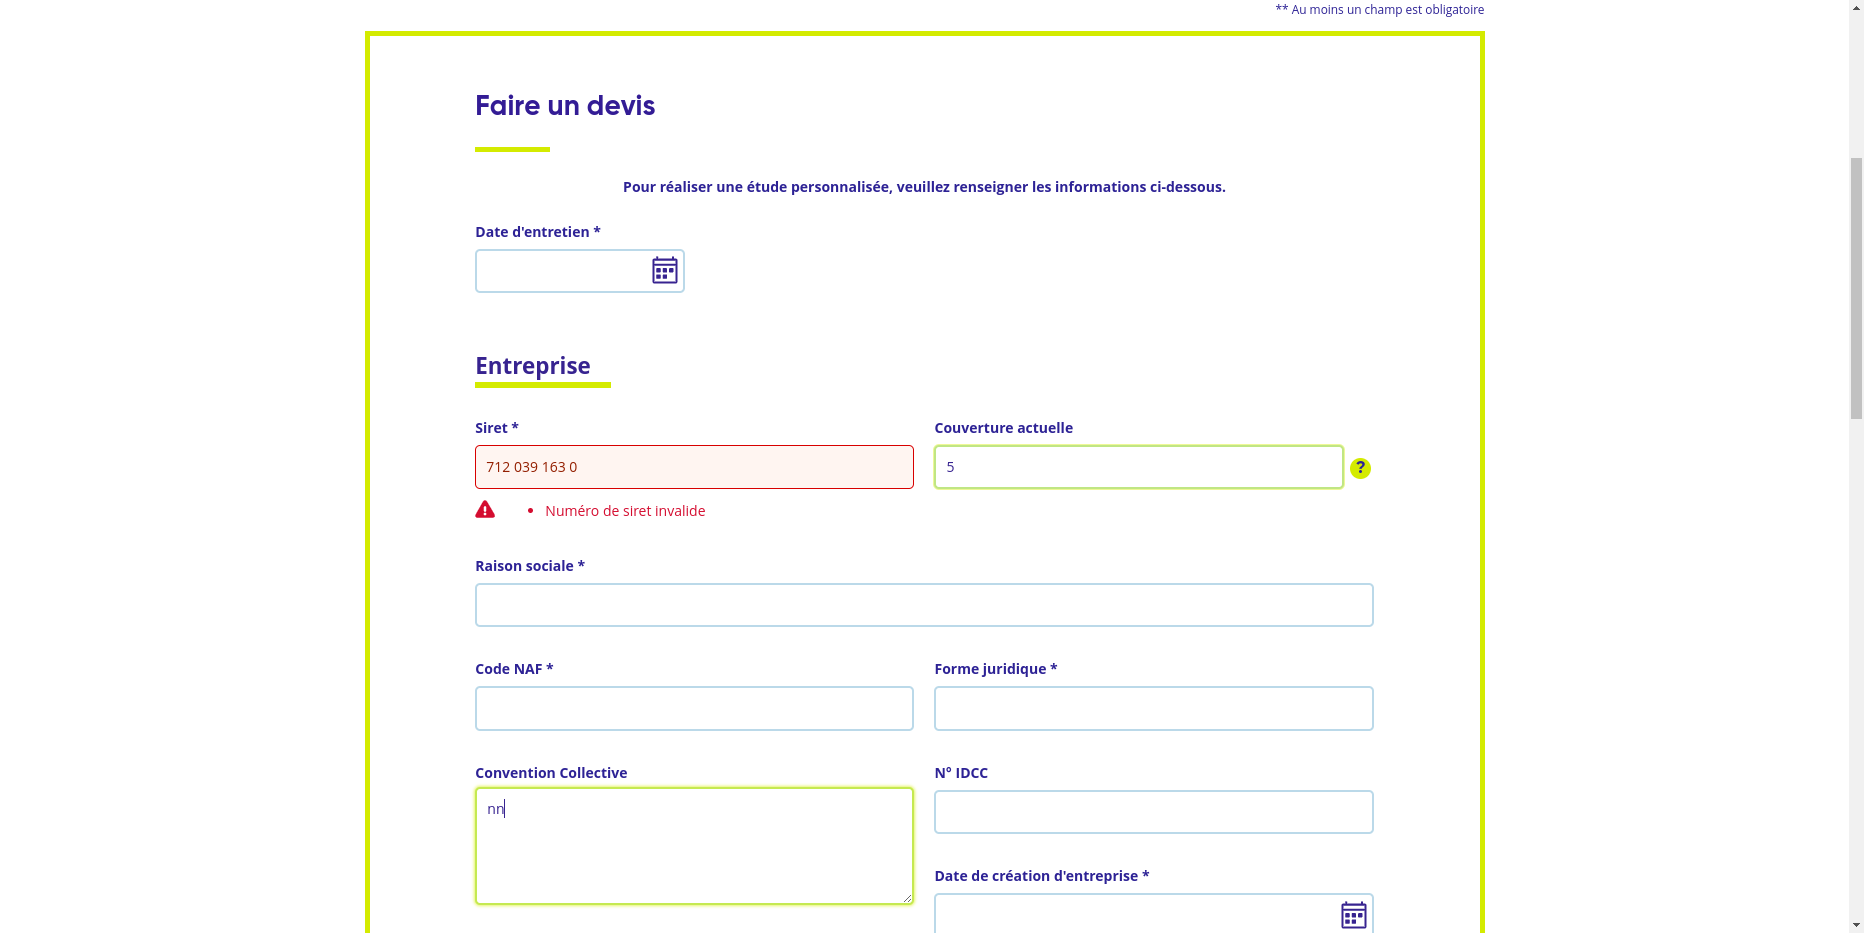 ** Au moins un champ est obligatoire
Faire un devis
Pour réaliser une étude personnalisée, veuillez renseigner les informations ci-dessous.
Date d'entretien *
Entreprise
Siret *
Couverture actuelle
712 039 163 0
5
?
Numéro de siret invalide
Raison sociale *
Code NAF *
Forme juridique *
Convention Collective
N° IDCC
nn
Date de création d'entreprise *